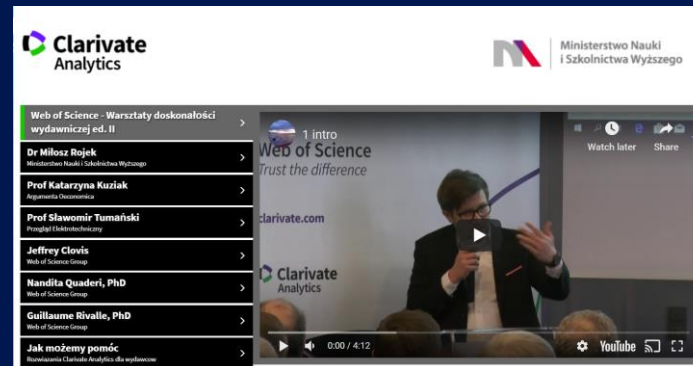 Clarivate
Analytics
Ministerstwo Nauki
i Szkolnictwa Wyższego
Web of Science - Warsztaty doskonałości
wydawniczej ed. II
Dr Miłosz Rojek
Ministerstwo Nauki i Szkolnictwa Wyższego
Prof Katarzyna Kuziak
Argumenta Oeconomica
Prof Sławomir Tumański
Przegląd Elektrotechniczny
Jeffrey Clovis
Web of Science Group
Nandita Quaderi, PhD
Web of Science Group
Guillaume Rivalle, PhD
Web of Science Group
Jak możemy pomóc
Rozwiazania Clarivate Analytics dla wydawcow
1 intro
Watch later
Share
Web of Science
Trust the difference
clarivate.com
Clarivate
Analytics
0:00 / 4:12
YouTube